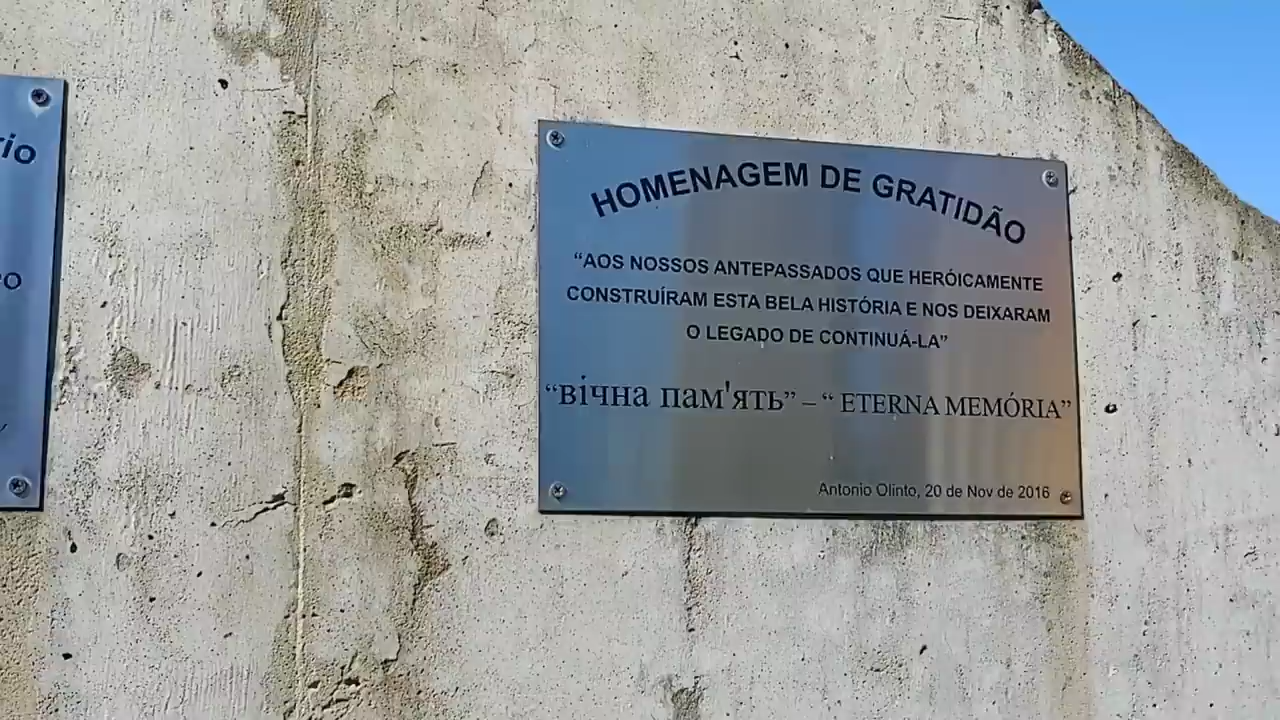 HOMENAGEM DE GRATIDÃO
“AOS NOSSOS ANTEPASSADOS QUE HERÓICAMENTE
CONSTRUÍRAM ESTA BELA HISTÓRIA E NOS DEIXARAM
O LEGADO DE CONTINUÁ-LA”
“вічна пам'ять” – “ ETERNA MEMÓRIA”
Antonio Olinto, 20 de Nov de 2016